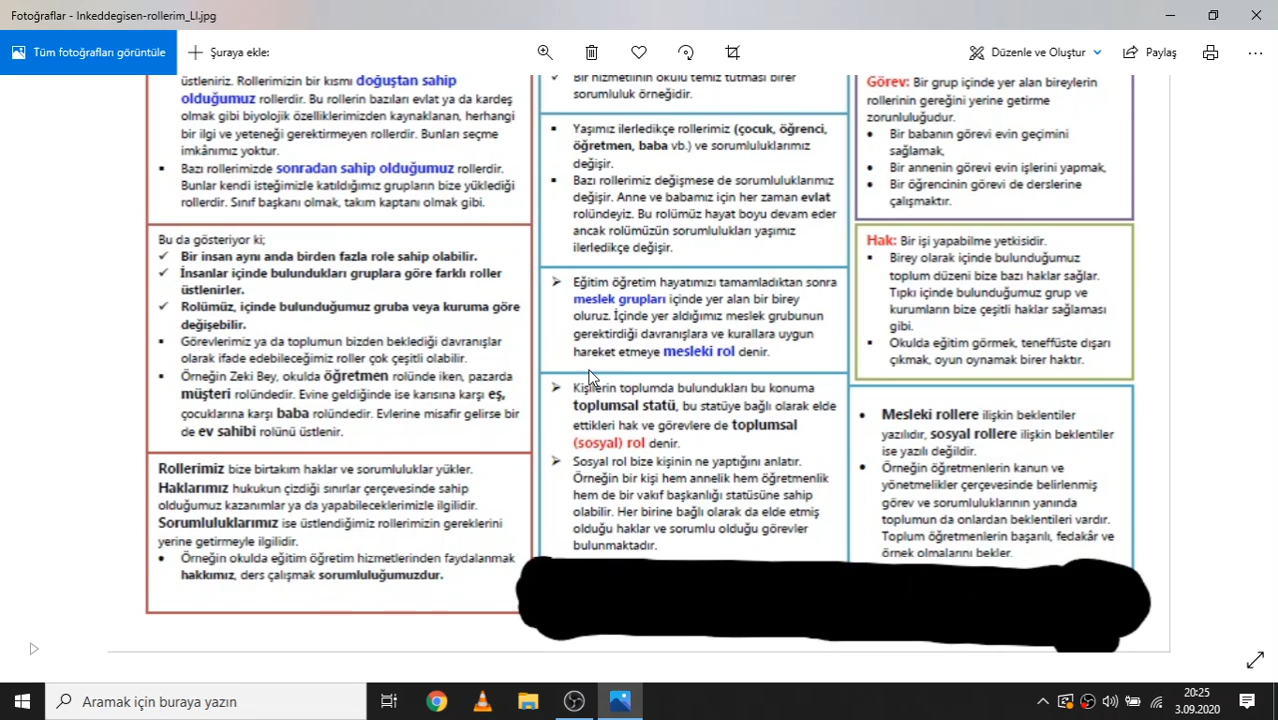 Fotoğraflar - Inkeddegisen-rollerim_LI.jpg
Tüm fotoğrafları görüntüle
Şuraya ekle:
Düzenle ve Oluştur
Paylaş
üstleniriz. Rollerimizin bir kısmı doğuştan sahip
olduğumuz rollerdir. Bu rollerin bazıları evlat ya da kardeş
olmak gibi biyolojik özelliklerimizden kaynaklanan, herhangi
bir bilgi ve yeteneği gerektirmeyen rollerdir. Bunları seçme
imkânımız yoktur.
Bazı rollerimizde sonradan sahip olduğumuz rollerdir.
Bunlar kendi isteğimizle katıldığımız grupların bize yüklediği
rollerdir. Sınıf başkanı olmak, takım kaptanı olmak gibi.
Bu da gösteriyor ki;
✓ Bir insan aynı anda birden fazla role sahip olabilir.
✓ İnsanlar içinde bulundukları gruplara göre farklı roller
üstlenirler.
✓ Rolümüz, içinde bulunduğumuz gruba veya kuruma göre
değişebilir.
Görevlerimiz ya da toplumun bizden beklediği davranışlar
olarak ifade edebileceğimiz roller çok çeşitli olabilir.
Örneğin Zeki Bey, okulda öğretmen rolünde iken, pazarda
müşteri rolündedir. Evine geldiğinde ise karısına karşı eş,
çocuklarına karşı baba rolündedir. Evlerine misafir gelirse bir
de ev sahibi rolünü üstlenir.
Rollerimiz bize birtakım haklar ve sorumluluklar yükler.
Haklarımız hukukun çizdiği sınırlar çerçevesinde sahip
olduğumuz kazanımlar ya da yapabileceklerimizle ilgilidir.
Sorumluluklarımız ise üstlendiğimiz rollerimizin gereklerini
yerine getirmeyle ilgilidir.
Örneğin okulda eğitim öğretim hizmetlerinden faydalanmak
hakkımız, ders çalışmak sorumluluğumuzdur.
✓ Bir hizmetlinin okulu temiz tutması birer
sorumluluk örneğidir.
Yaşımız ilerledikçe rollerimiz (çocuk, öğrenci,
öğretmen, baba vb.) ve sorumluluklarımız
değişir.
Bazı rollerimiz değişmese de sorumluluklarımız
değişir. Anne ve babamız için her zaman evlat
rolündeyiz. Bu rolümüz hayat boyu devam eder
ancak rolümüzün sorumlulukları yaşımız
ilerledikçe değişir.
Eğitim öğretim hayatımızı tamamladıktan sonra
meslek grupları içinde yer alan bir birey
oluruz. İçinde yer aldığımız meslek grubunun
gerektirdiği davranışlara ve kurallara uygun
hareket etmeye mesleki rol denir.
Kişilerin toplumda bulundukları bu konuma
toplumsal statü, bu statüye bağlı olarak elde
ettikleri hak ve görevlere de toplumsal
(sosyal) rol denir.
Sosyal rol bize kişinin ne yaptığını anlatır.
Örneğin bir kişi hem annelik hem öğretmenlik
hem de bir vakıf başkanlığı statüsüne sahip
olabilir. Her birine bağlı olarak da elde etmiş
olduğu haklar ve sorumlu olduğu görevler
bulunmaktadır.
Görev: Bir grup içinde yer alan bireylerin
rollerinin gereğini yerine getirme
zorunluluğudur.
Bir babanın görevi evin geçimini
sağlamak,
Bir annenin görevi evin işlerini yapmak,
Bir öğrencinin görevi de derslerine
çalışmaktır.
Hak: Bir işi yapabilme yetkisidir.
Birey olarak içinde bulunduğumuz
toplum düzeni bize bazı haklar sağlar.
Tıpkı içinde bulunduğumuz grup ve
kurumların bize çeşitli haklar sağlaması
gibi.
Okulda eğitim görmek, teneffüste dışarı
çıkmak, oyun oynamak birer haktır.
Mesleki rollere ilişkin beklentiler
yazılıdır, sosyal rollere ilişkin beklentiler
ise yazılı değildir.
Örneğin öğretmenlerin kanun ve
yönetmelikler çerçevesinde belirlenmiş
görev ve sorumluluklarının yanında
toplumun da onlardan beklentileri vardır.
Toplum öğretmenlerin başarılı, fedakâr ve
örnek olmalarını bekler.
Aramak için buraya yazın
20:25
3.09.2020